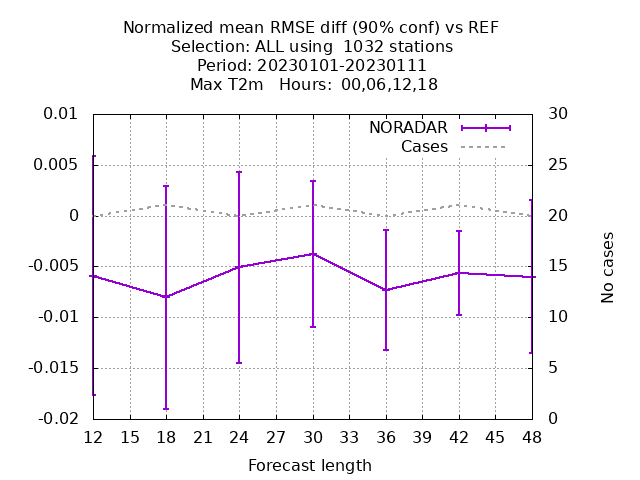 Normalized mean RMSE diff (90% conf) vs REF
Selection: ALL using  1032 stations
Period: 20230101-20230111
Max T2m   Hours:  00,06,12,18
NORADAR
Cases
0.01
0.005
0
-0.005
-0.01
-0.015
-0.02
30
25
20
15
10
5
0
No cases
12 15 18 21 24 27 30 33 36 39 42 45 48
Forecast length